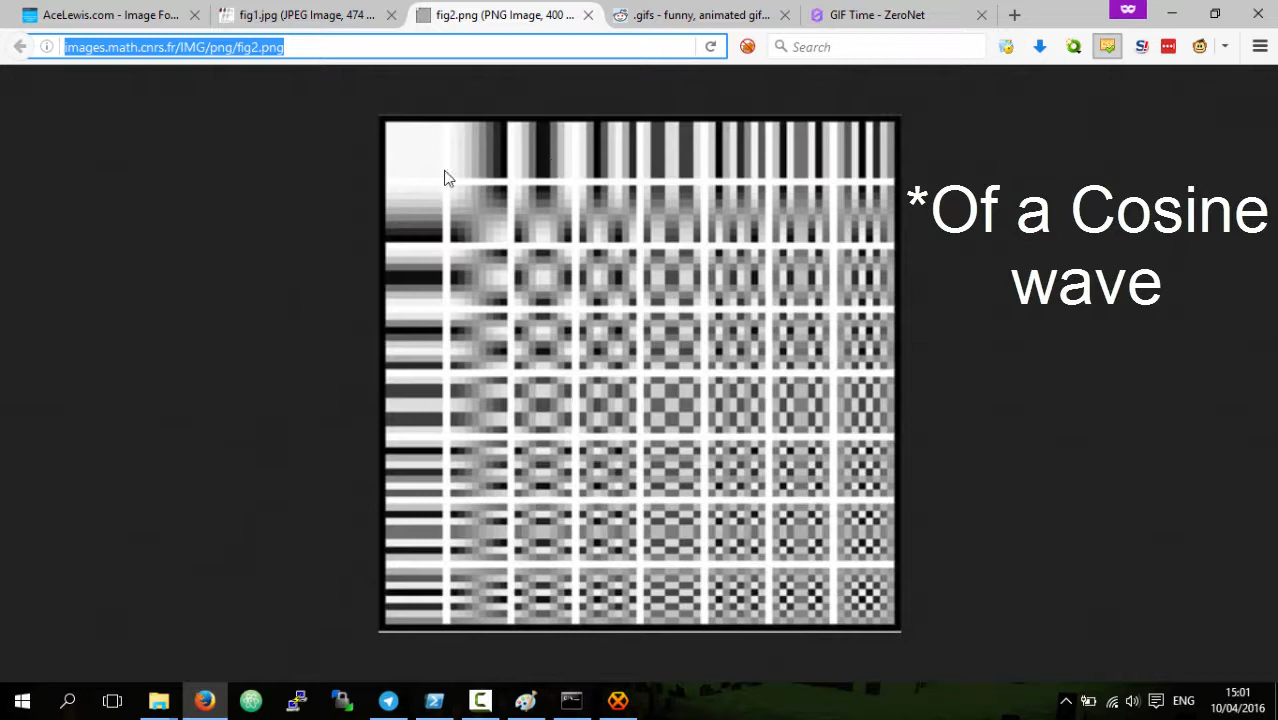 AceLewis.com - Image Fo...
fig1.jpg (JPEG Image, 474 ...
fig2.png (PNG Image, 400 ...
.gifs - funny, animated gif...
GIF Time - ZeroNet
images.math.cnrs.fr/IMG/png/fig2.png
Search
*Of a Cosine
wave
ENG
15:01
10/04/2016